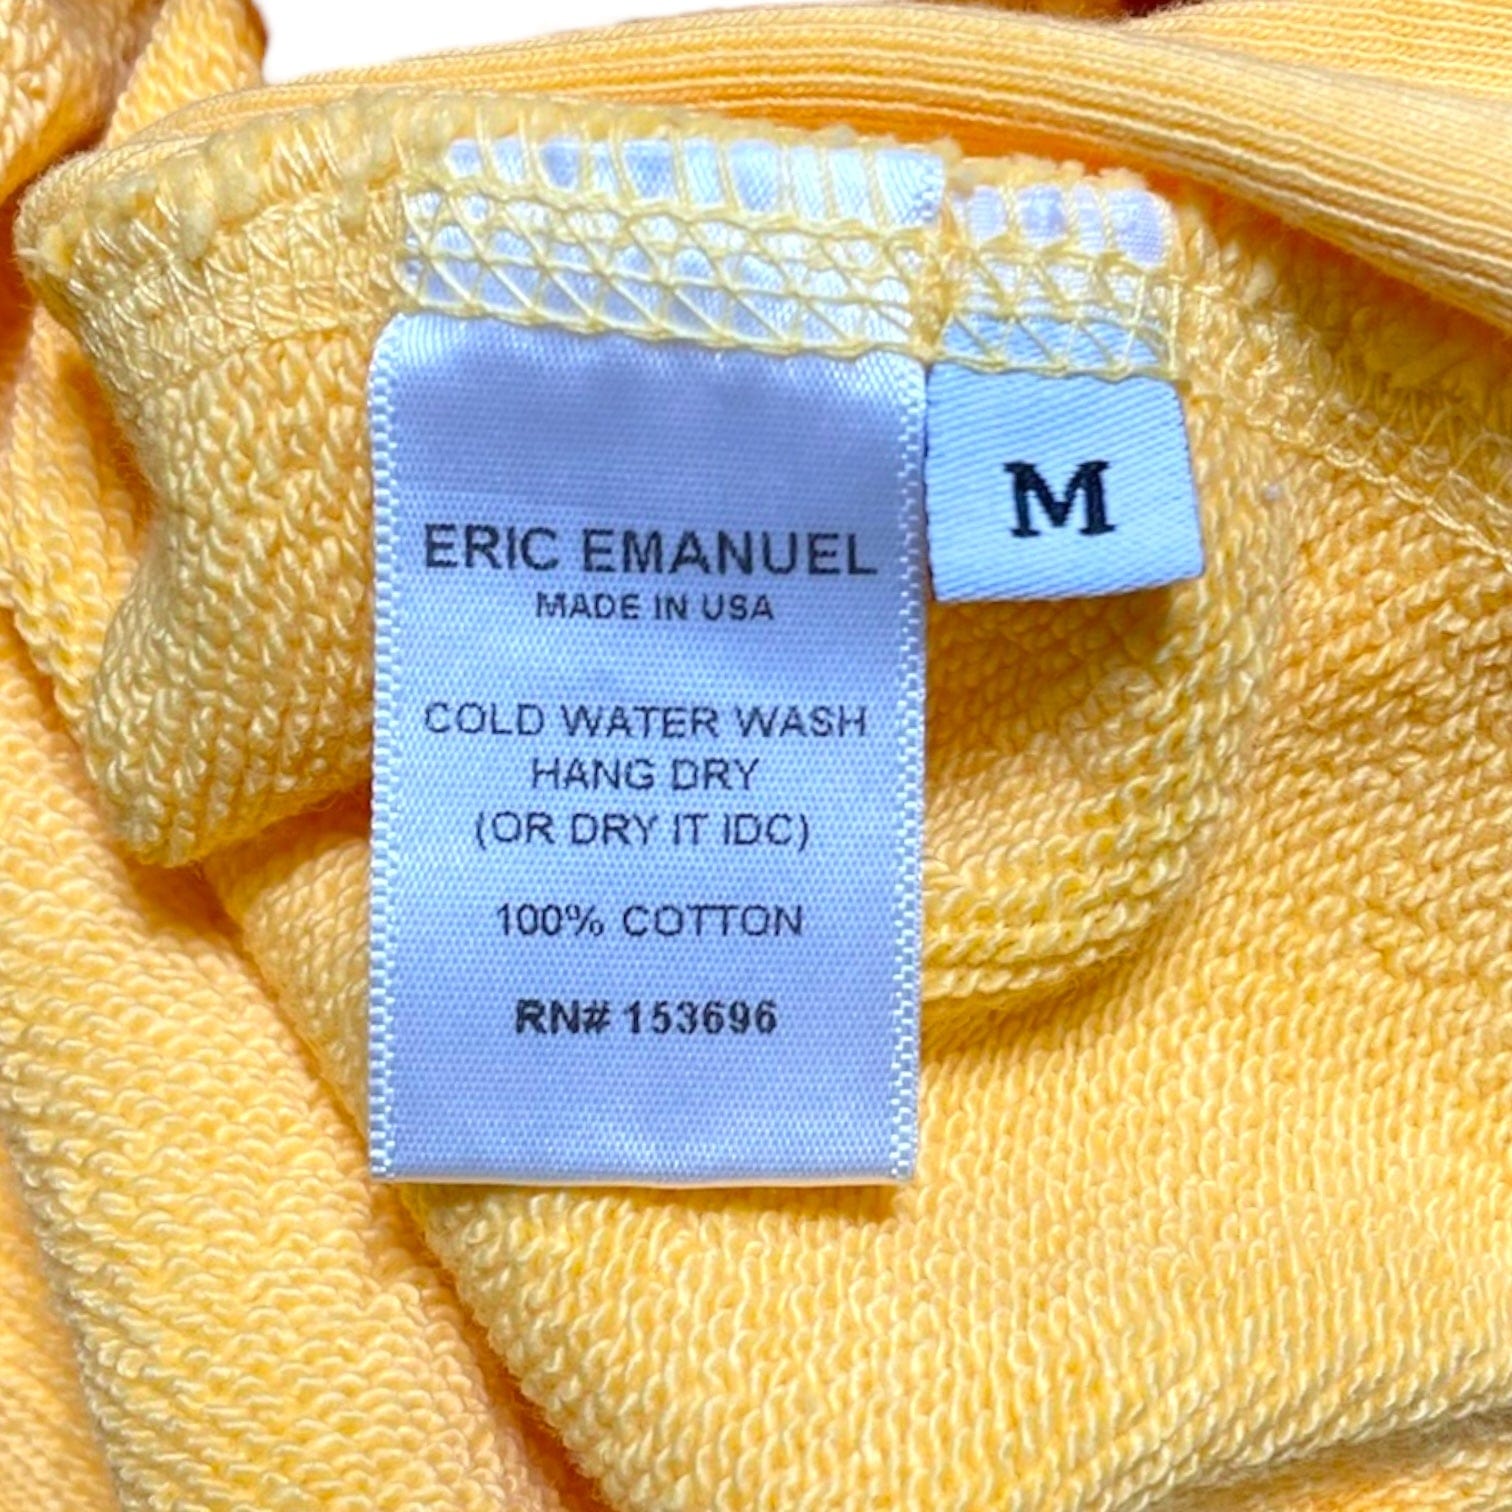 ERIC EMANUEL
MADE IN USA
COLD WATER WASH
HANG DRY
(OR DRY IT IDC)
100% COTTON
RN# 153696
M